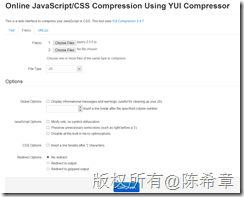 Online JavaScript/CSS Compression Using YUI Compressor
This is a web interface to compress your JavaScript or CSS. This tool uses YUI Compressor
Text File(s) URL(s)
File(s)
1. Choose Files
2. Choose Files No file chosen
Choose one or more files of the same type to compress.
File Type JS
Options
Global Options Display informational messages and warnings (useful for cleaning up your JS)
Insert a line break after the specified column number
JavaScript Options Minify only, no symbol obfuscation
Preserve unnecessary semicolons (such as right before a '}')
Disable all the built-in micro optimizations
CSS Options Insert a line break after
Redirect Options No redirect
Redirect to output
Redirect to gzipped output
版权所有@陈希章